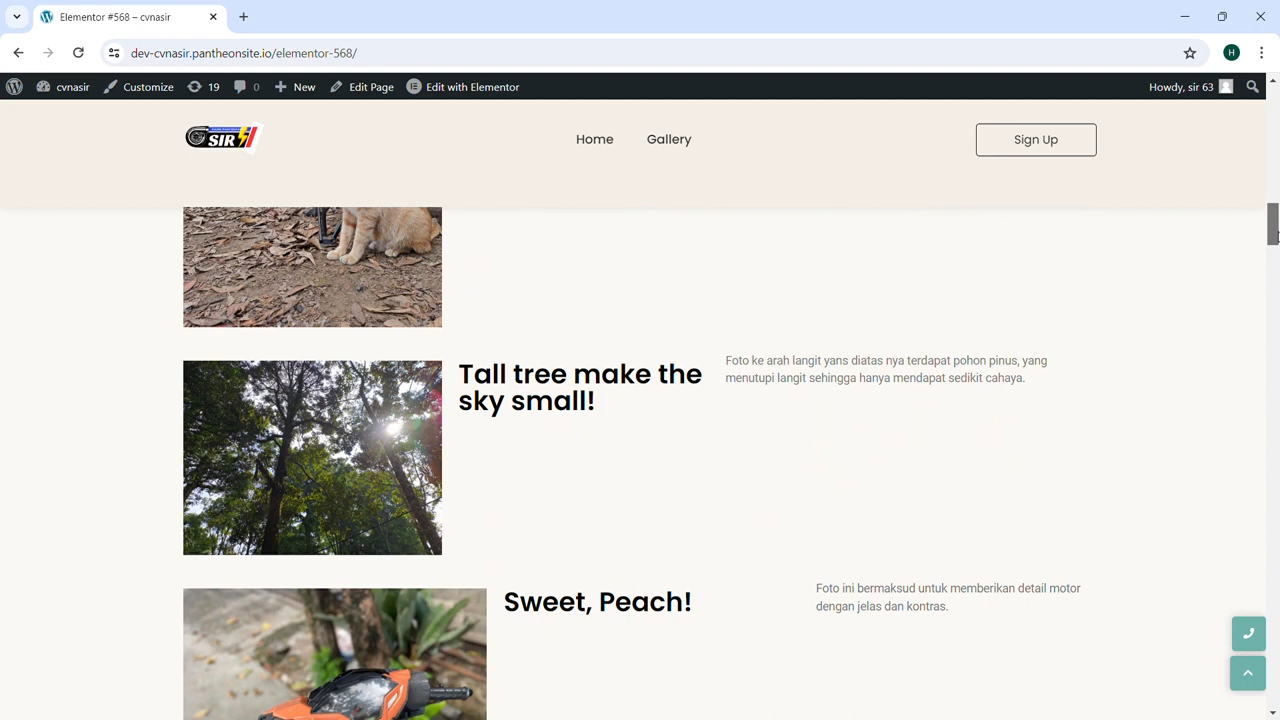 Elementor #568 – cvnasir
dev-cvnasir.pantheonsite.io/elementor-568/
H
cvnasir
Customize
19
0
New
Edit Page
Edit with Elementor
Howdy, sir 63
SIR
Home
Gallery
Sign Up
Tall tree make the
sky small!
Foto ke arah langit yans diatas nya terdapat pohon pinus, yang
menutupi langit sehingga hanya mendapat sedikit cahaya.
Sweet, Peach!
Foto ini bermaksud untuk memberikan detail motor
dengan jelas dan kontras.